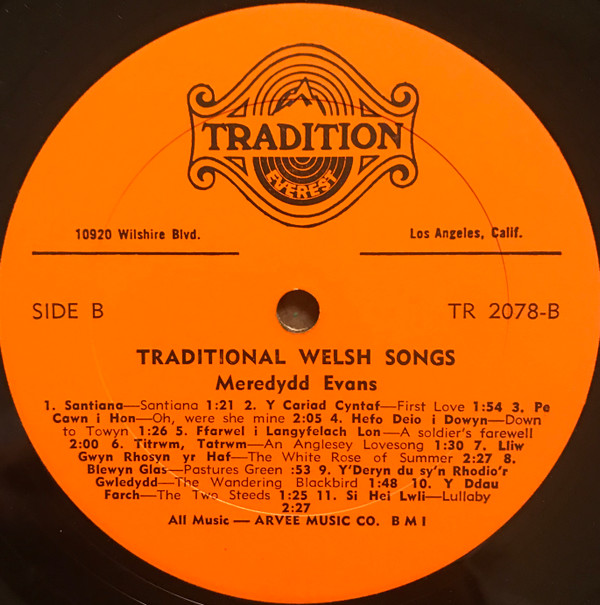 TRADITION
EVEREST
10920 Wilshire Blvd.
Los Angeles, Calif.
SIDE B
TR 2078-B
TRADITIONAL WELSH SONGS
Meredydd Evans
1. Santiana—Santiana 1:21 2. Y Cariad Cyntaf—First Love 1:54 3. Pe
Cawn i Hon—Oh, were she mine 2:05 4. Hefo Deio i Dowyn—Down
to Towyn 1:26 5. Ffarwel i Langyfelach Lon—A soldier's farewell
2:00 6. Titrwm, Tatrwm—An Anglesey Lovesong 1:30 7. Lliw
Gwyn Rhosyn yr Haf—The White Rose of Summer 2:27 8.
Blewyn Glas—Pastures Green :53 9. Y'Deryn du sy'n Rhodio'r
Gwledydd—The Wandering Blackbird 1:48 10. Y Ddau
Farch—The Two Steeds 1:25 11. Si Hei Lwli—Lullaby
2:27
All Music — ARVEE MUSIC CO. B M I